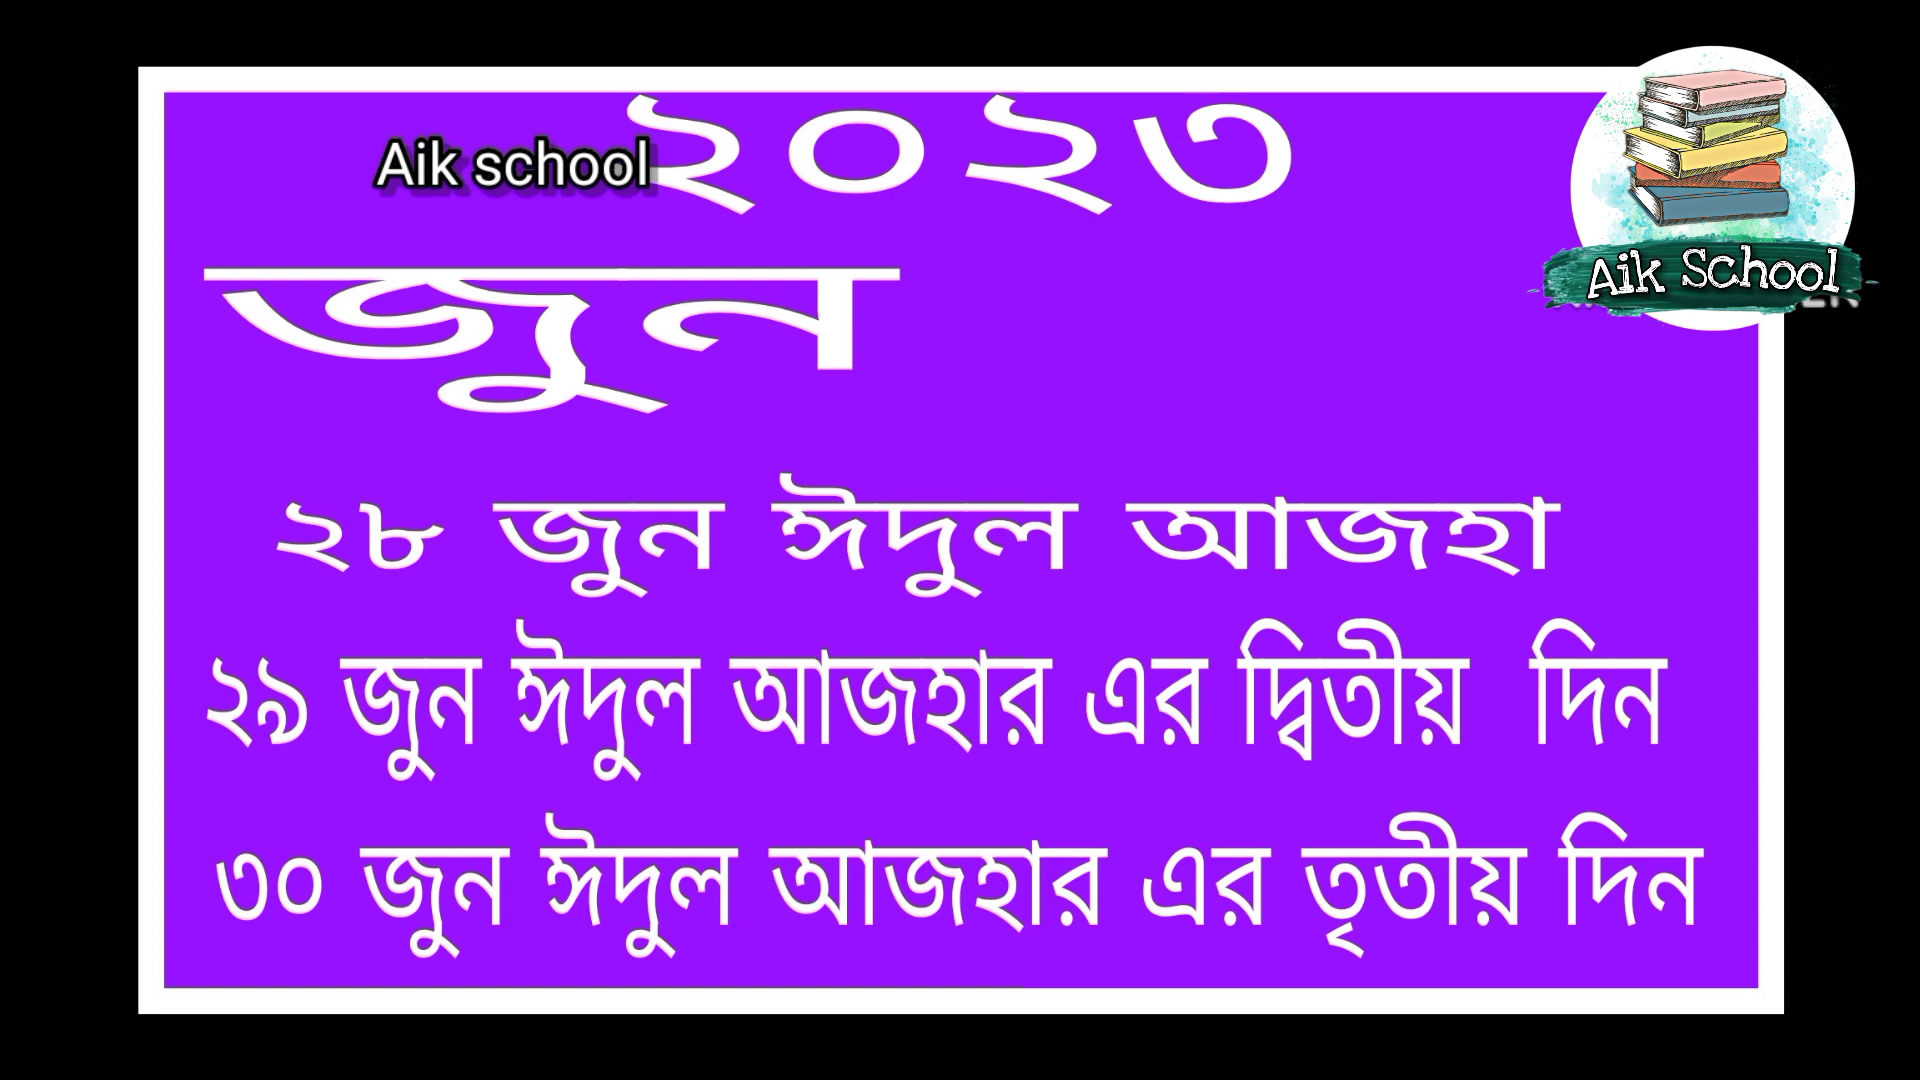 Aik school ২০২৩
Aik School
জুন
২৮ জুন ঈদুল আজহা
২৯ জুন ঈদুল আজহার এর দ্বিতীয় দিন
৩০ জুন ঈদুল আজহার এর তৃতীয় দিন